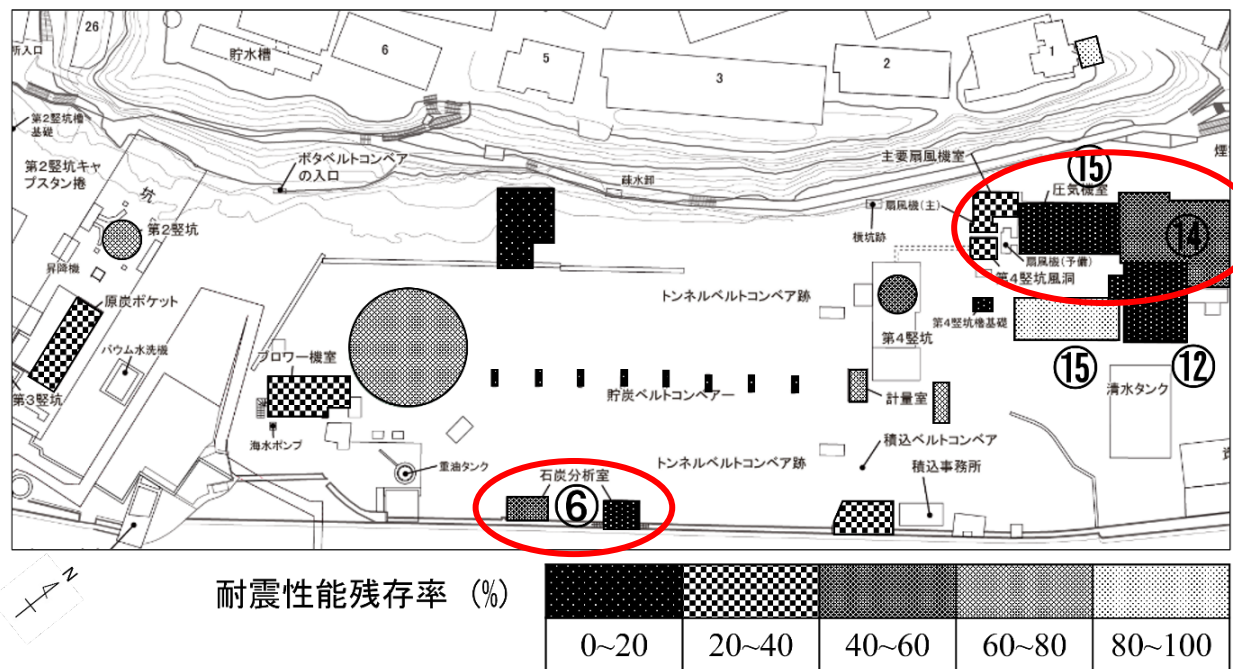 26
所入口
貯水槽
6
5
3
2
1
第2竪坑櫓
基礎
第2竪坑キャ
プスタン捲
坑
ボタベルトコンベア
の入口
疎水卸
主要扇風機室
⑮
圧気機室
煙
扇風機(主)
横坑跡
⑭
扇風機(予備)
第4竪坑風洞
第2竪坑
昇降機
原炭ポケット
トンネルベルトコンベア跡
第4竪坑
第4竪坑櫓基礎
バウム水洗機
ブロワー機室
⑮
⑫
第3竪坑
貯炭ベルトコンベアー
計量室
清水タンク
海水ポンプ
重油タンク
トンネルベルトコンベア跡
積込ベルトコンベア
積込事務所
石炭分析室
⑥
N
耐震性能残存率 (%)
0~20
20~40
40~60
60~80
80~100